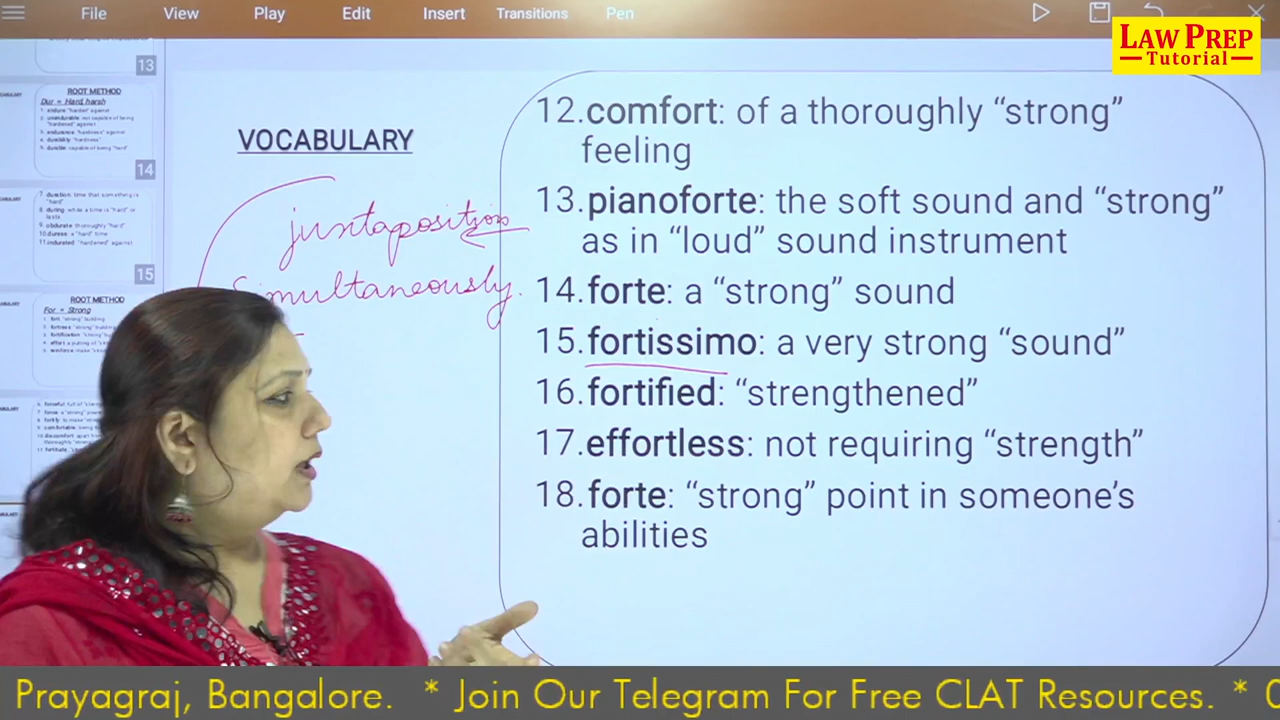 File View Play Edit Insert Transitions Pen
LAW PREP
Tutorial
13
ROOT METHOD
Dur = Hard, harsh
14
15
ROOT METHOD
For = Strong
VOCABULARY
juxtaposition
Simultaneously.
12. comfort: of a thoroughly “strong”
feeling
13. pianoforte: the soft sound and “strong”
as in “loud” sound instrument
14. forte: a “strong” sound
15. fortissimo: a very strong “sound”
16. fortified: “strengthened”
17. effortless: not requiring “strength”
18. forte: “strong” point in someone’s
abilities
Prayagraj, Bangalore. * Join Our Telegram For Free CLAT Resources. *